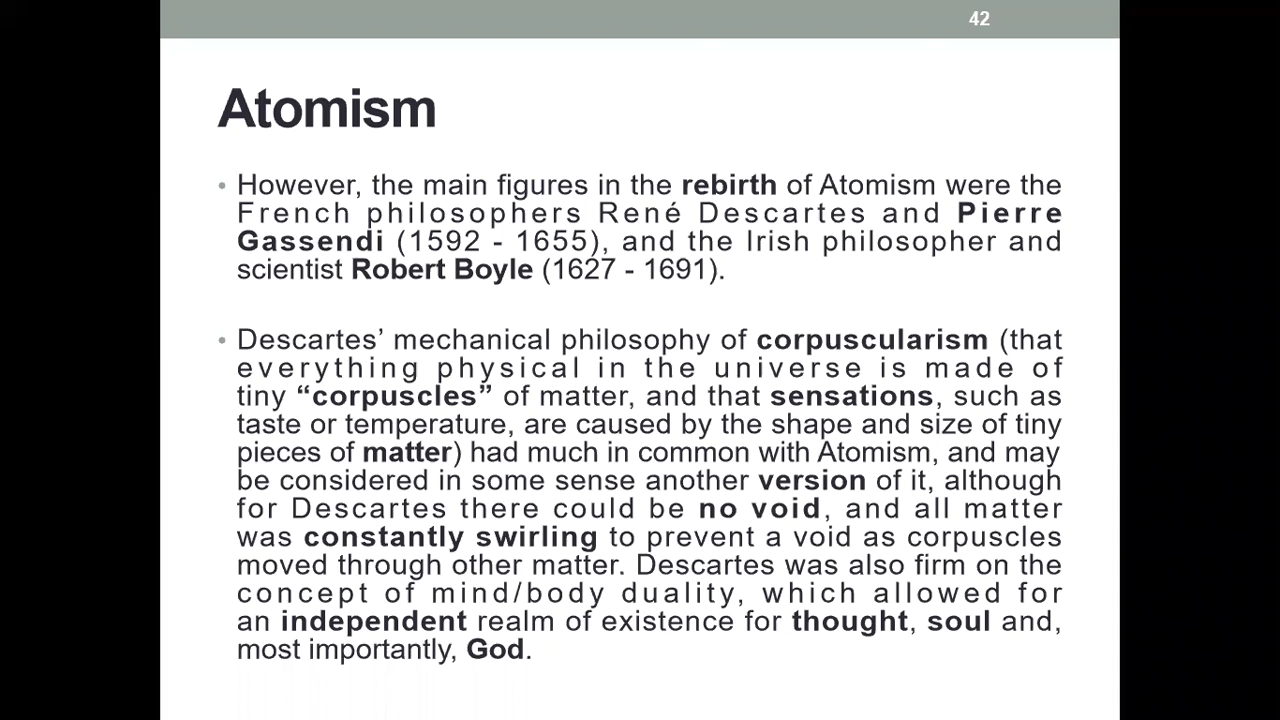 42
Atomism
• However, the main figures in the rebirth of Atomism were the
French philosophers René Descartes and Pierre
Gassendi (1592 - 1655), and the Irish philosopher and
scientist Robert Boyle (1627 - 1691).
• Descartes’ mechanical philosophy of corpuscularism (that
everything physical in the universe is made of
tiny “corpuscles” of matter, and that sensations, such as
taste or temperature, are caused by the shape and size of tiny
pieces of matter) had much in common with Atomism, and may
be considered in some sense another version of it, although
for Descartes there could be no void, and all matter
was constantly swirling to prevent a void as corpuscles
moved through other matter. Descartes was also firm on the
concept of mind/body duality, which allowed for
an independent realm of existence for thought, soul and,
most importantly, God.